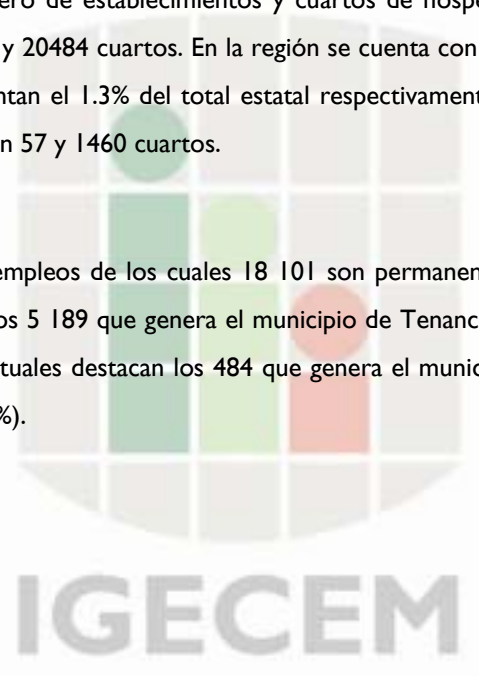 ero de establecimientos y cuartos de hospe
y 20484 cuartos. En la región se cuenta con
ntan el 1.3% del total estatal respectivament
n 57 y 1460 cuartos.
empleos de los cuales 18 101 son permanen
os 5 189 que genera el municipio de Tenanc
tuales destacan los 484 que genera el munic
%).
IGECEM